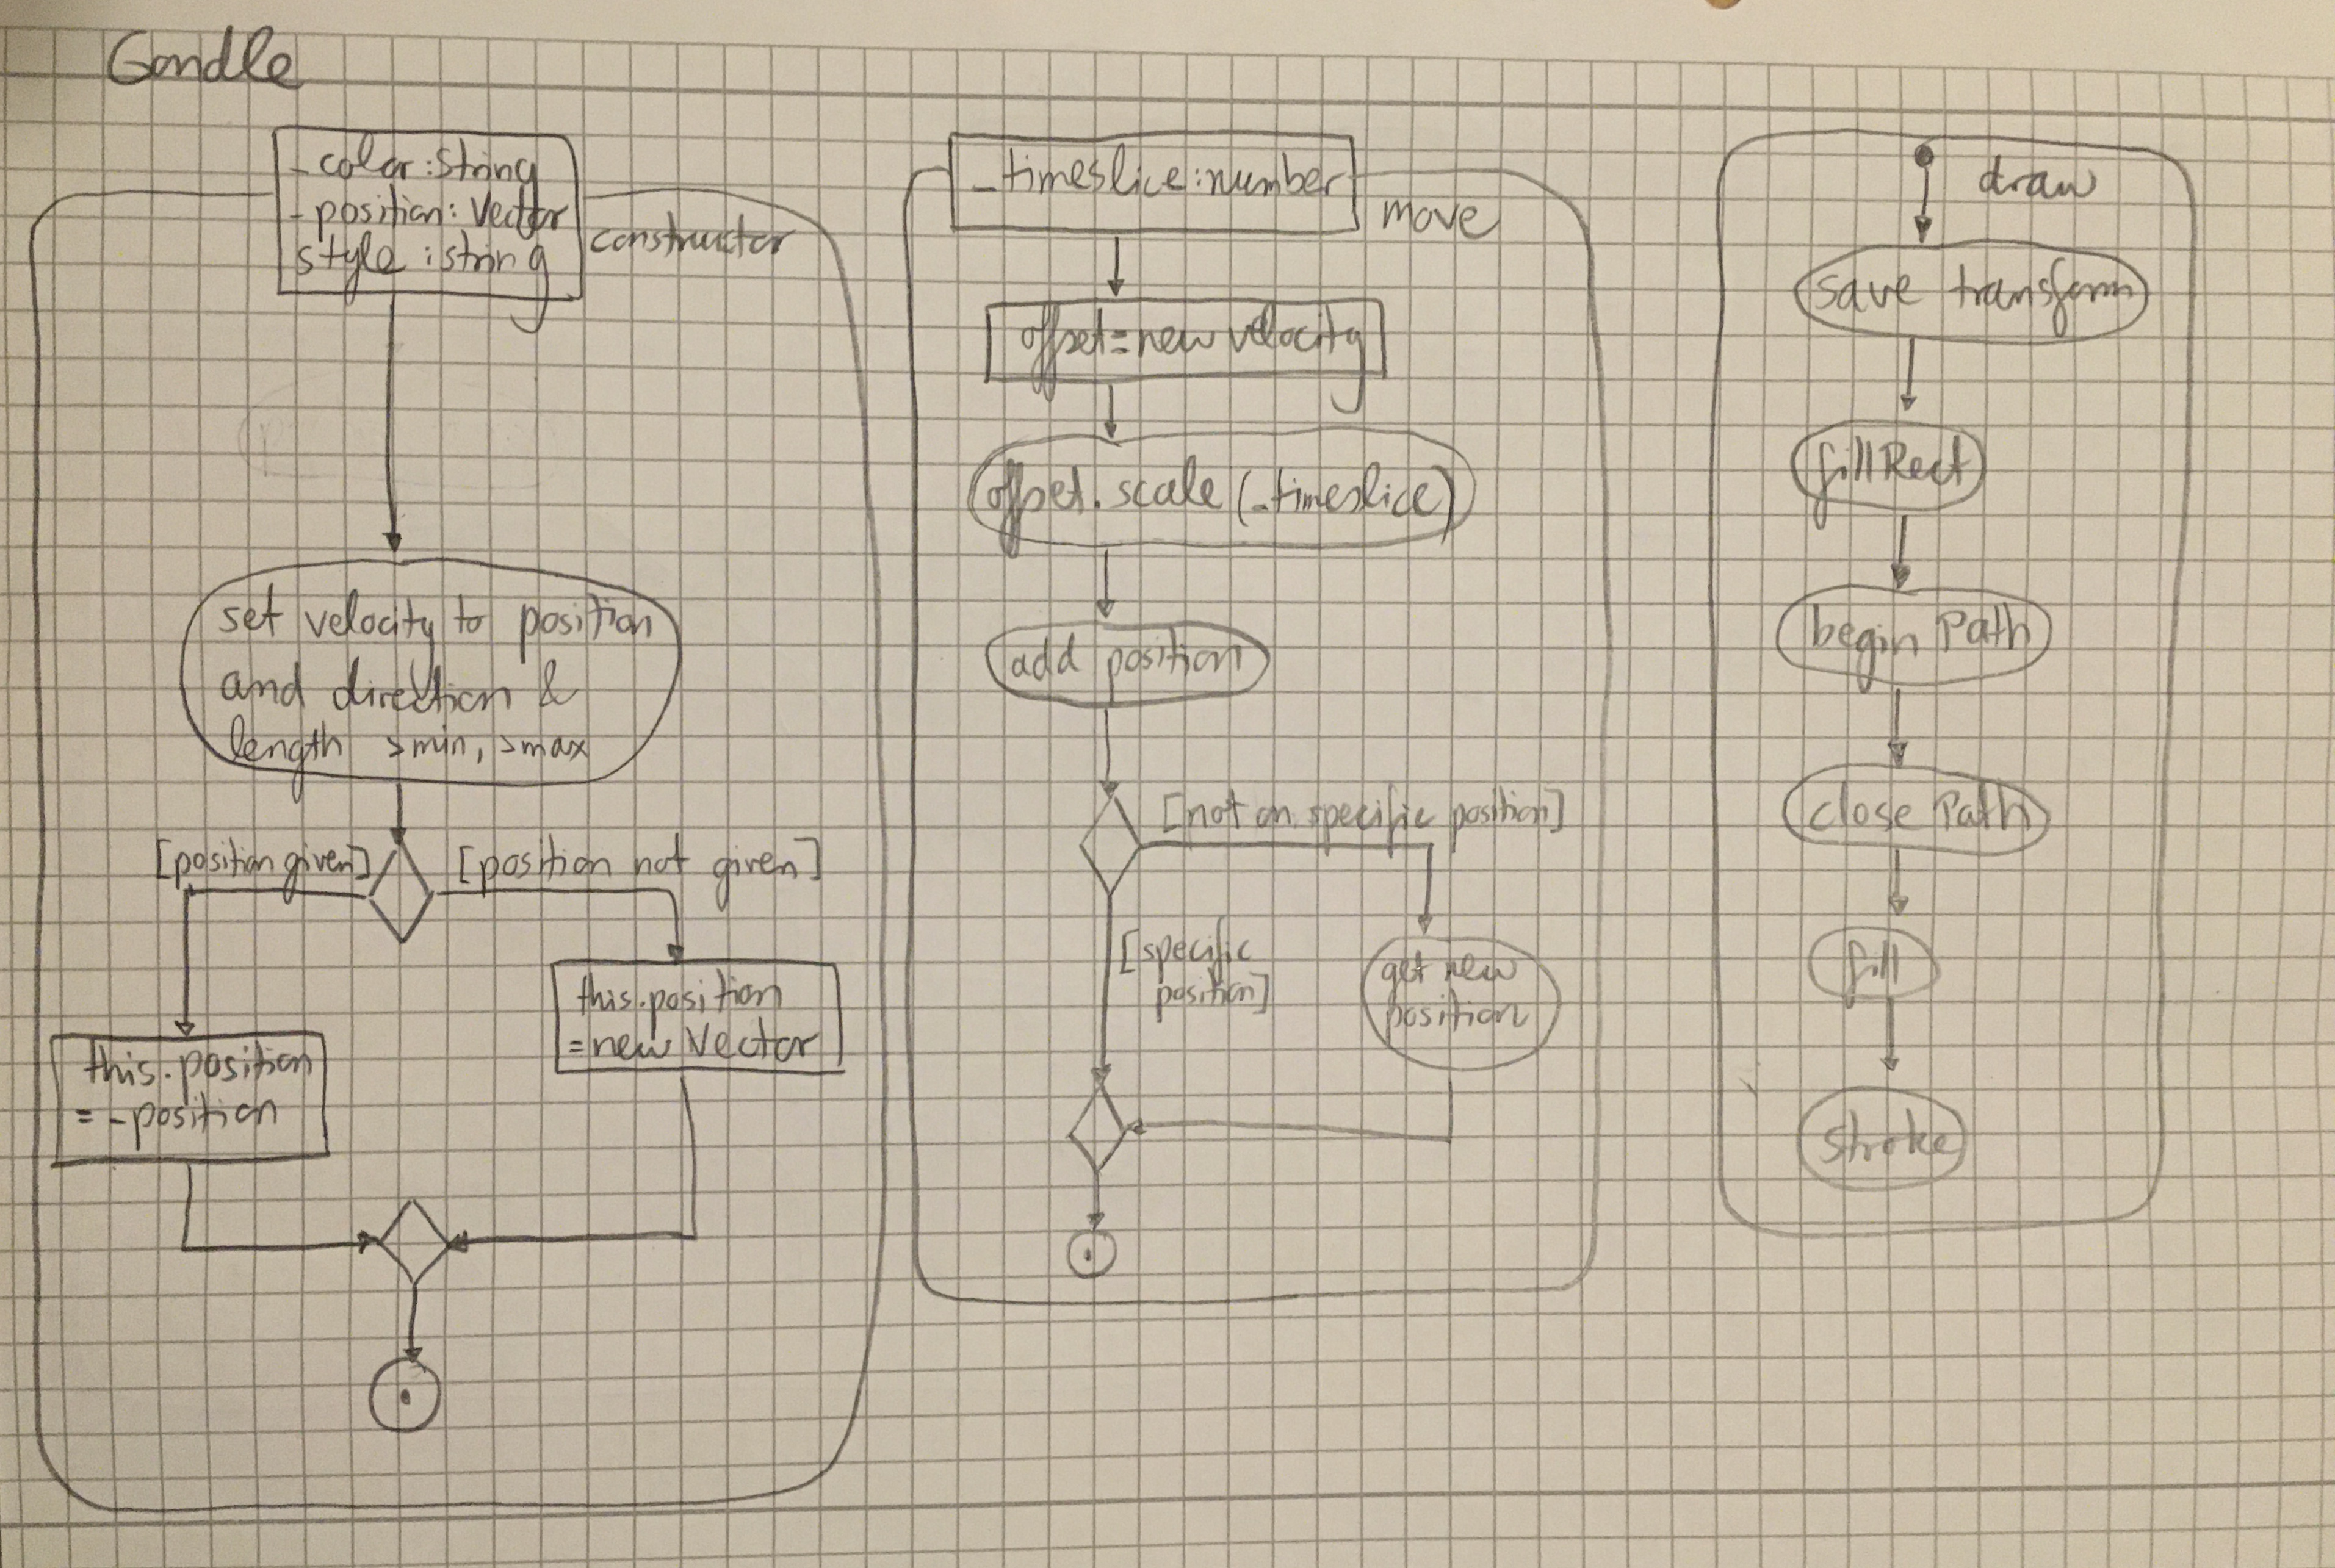 Gondle
_color:String
_position: Vector
style :string
constructor
set velocity to position
and direction &
length >min, >max
[position given]
[position not given]
this.position
= _position
this.position
=new Vector
_timeslice:number
move
offset=new velocity
offset.scale(_timeslice)
add position
[not on specific position]
[specific
position]
get new
position
draw
save transform
fillRect
begin Path
close Path
fill
stroke